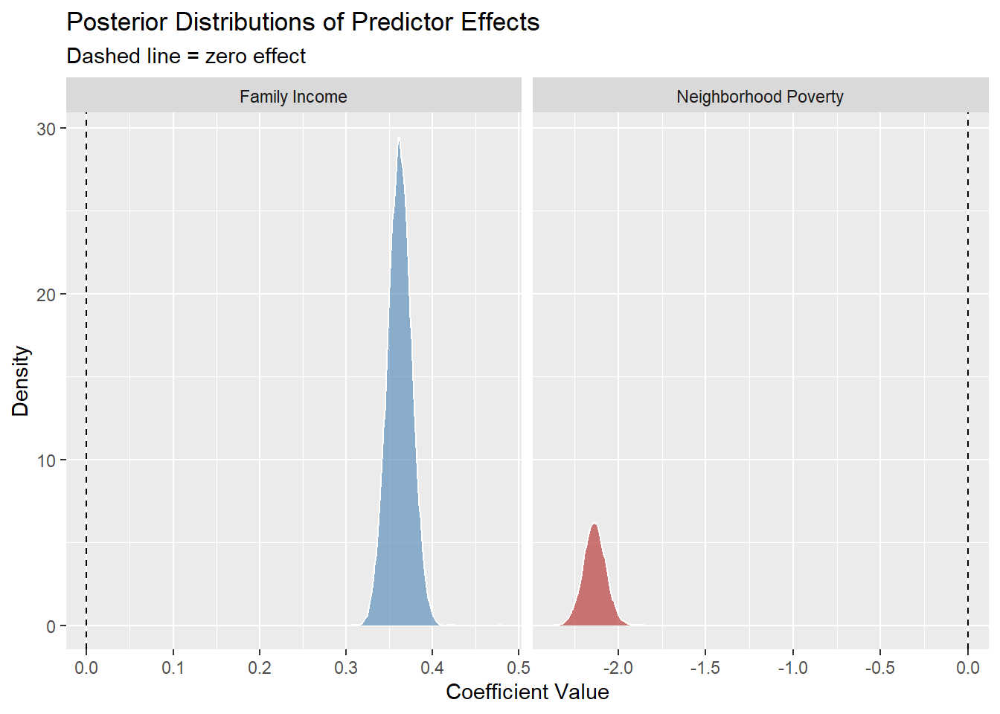 Posterior Distributions of Predictor Effects
Dashed line = zero effect
Family Income
Neighborhood Poverty
30
20
10
0
Density
0.0 0.1 0.2 0.3 0.4 0.5
-2.0 -1.5 -1.0 -0.5 0.0
Coefficient Value